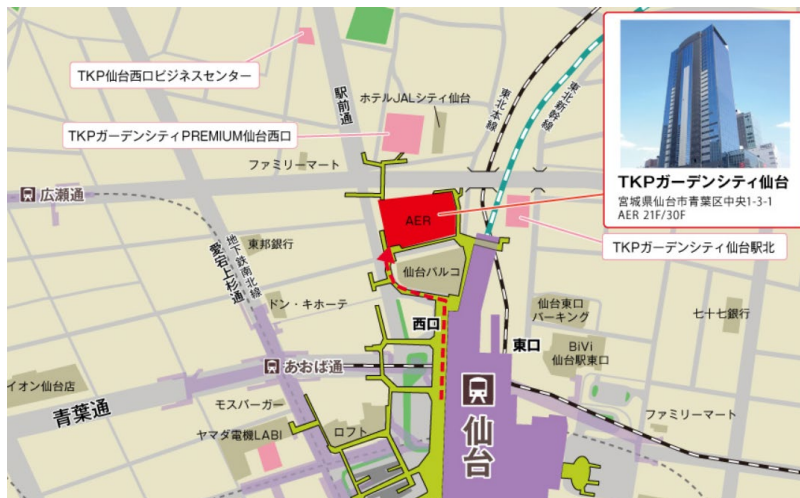 TKP仙台西口ビジネスセンター
駅前通
ホテルJALシティ仙台
東北本線
東北新幹線
TKPガーデンシティPREMIUM仙台西口
ファミリーマート
TKPガーデンシティ仙台
宮城県仙台市青葉区中央1-3-1
AER 21F/30F
広瀬通
AER
TKPガーデンシティ仙台駅北
地下鉄南北線
愛宕上杉通
東邦銀行
仙台パルコ
ドン・キホーテ
西口
東口
仙台東口
パーキング
七十七銀行
BiVi
仙台駅東口
あおば通
イオン仙台店
青葉通
モスバーガー
ヤマダ電機LABI
ロフト
仙台
ファミリーマート